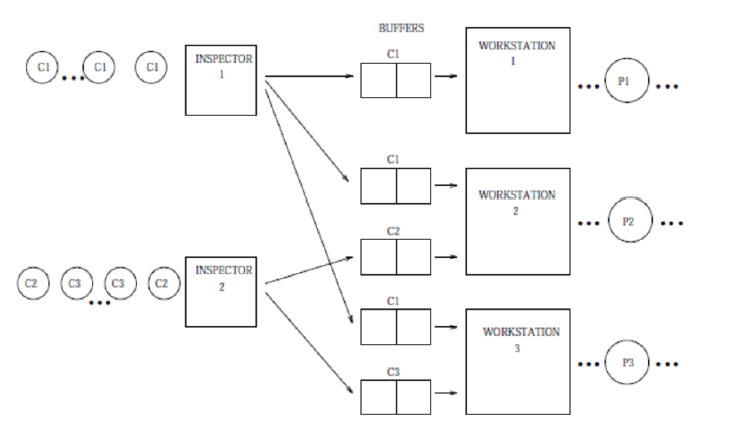 BUFFERS
C1 ... C1 C1
INSPECTOR
1
C1
WORKSTATION
1
... P1 ...
C1
WORKSTATION
2
... P2 ...
C2
C2 C3 ... C3 C2
INSPECTOR
2
C1
WORKSTATION
3
... P3 ...
C3